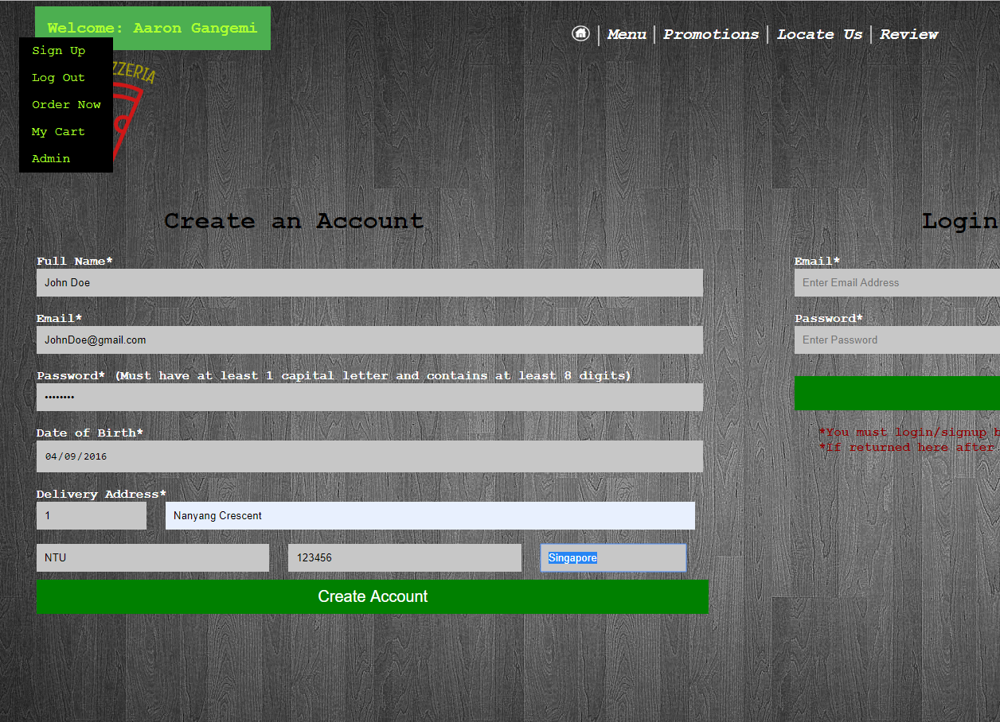 Welcome: Aaron Gangemi
Menu
Promotions
Locate Us
Review
Sign Up
Log Out
Order Now
My Cart
Admin
ZZERIA
Create an Account
Full Name*
John Doe
Email*
JohnDoe@gmail.com
Password* (Must have at least 1 capital letter and contains at least 8 digits)
••••••••
Date of Birth*
04/09/2016
Delivery Address*
1
Nanyang Crescent
NTU
123456
Singapore
Create Account
Login
Email*
Enter Email Address
Password*
Enter Password
*You must login/signup b
*If returned here after